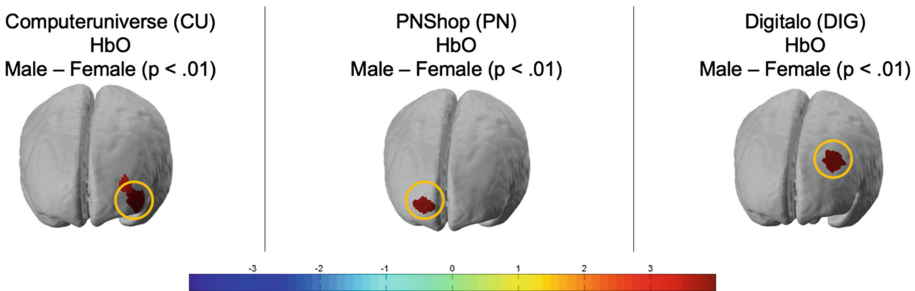 Computeruniverse (CU)
HbO
Male – Female (p < .01)
PNShop (PN)
HbO
Male – Female (p < .01)
Digitalo (DIG)
HbO
Male – Female (p < .01)
-3 -2 -1 0 1 2 3